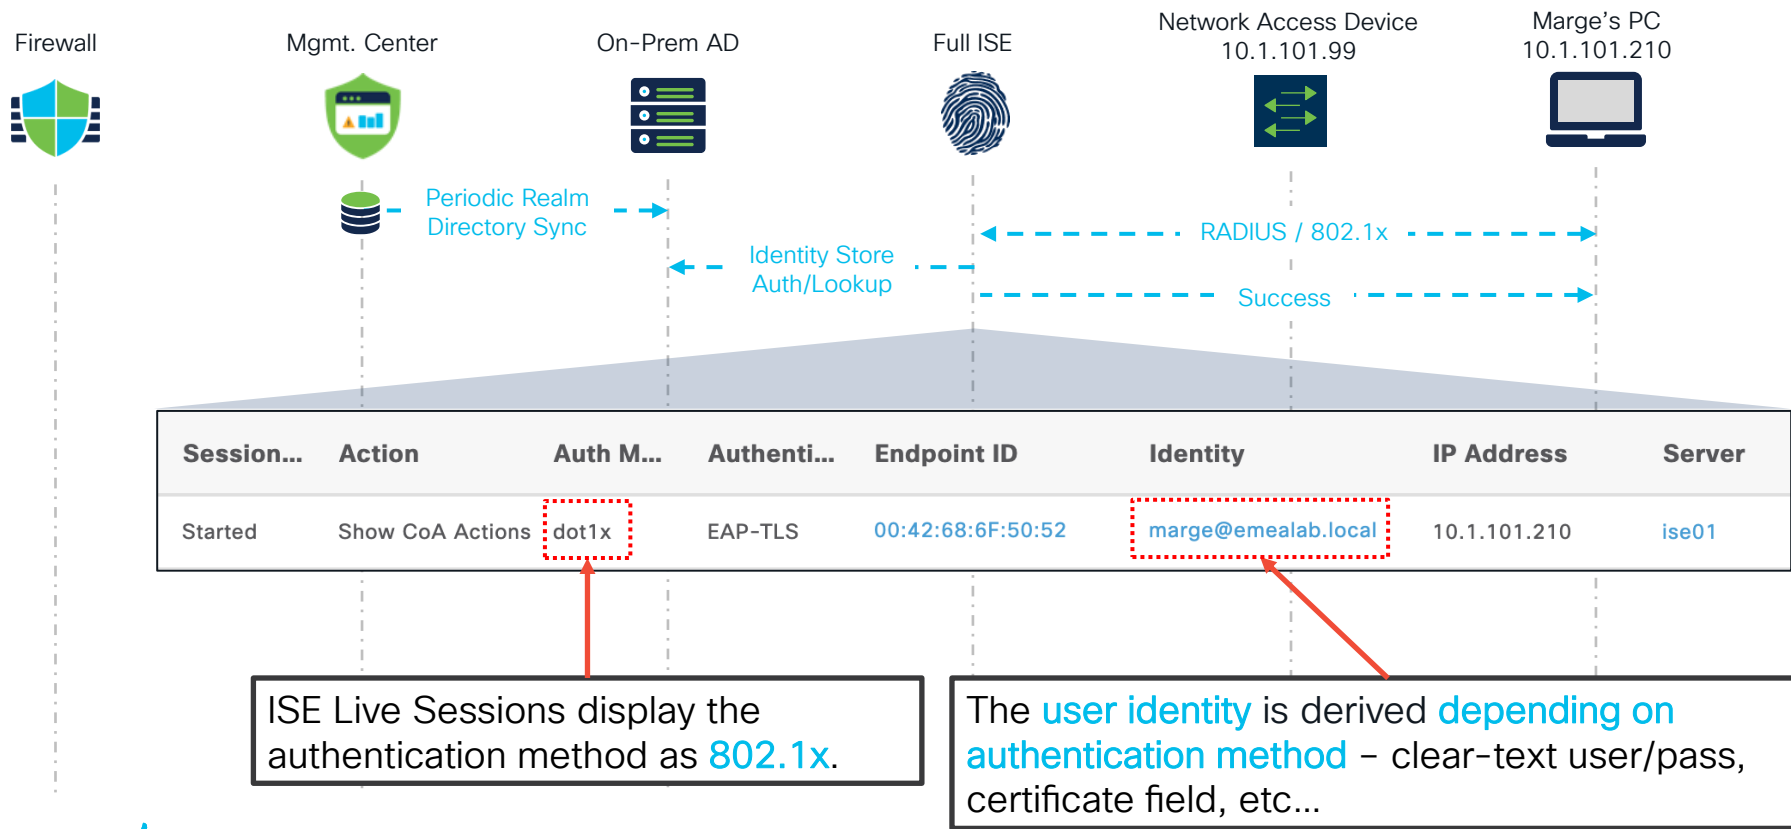 Firewall
Mgmt. Center
On-Prem AD
Full ISE
Network Access Device
10.1.101.99
Marge's PC
10.1.101.210
Periodic Realm
Directory Sync
RADIUS / 802.1x
Identity Store
Auth/Lookup
Success
Session... Action Auth M... Authenti... Endpoint ID Identity IP Address Server
Started Show CoA Actions dot1x EAP-TLS 00:42:68:6F:50:52 marge@emealab.local 10.1.101.210 ise01
ISE Live Sessions display the
authentication method as 802.1x.
The user identity is derived depending on
authentication method – clear-text user/pass,
certificate field, etc...